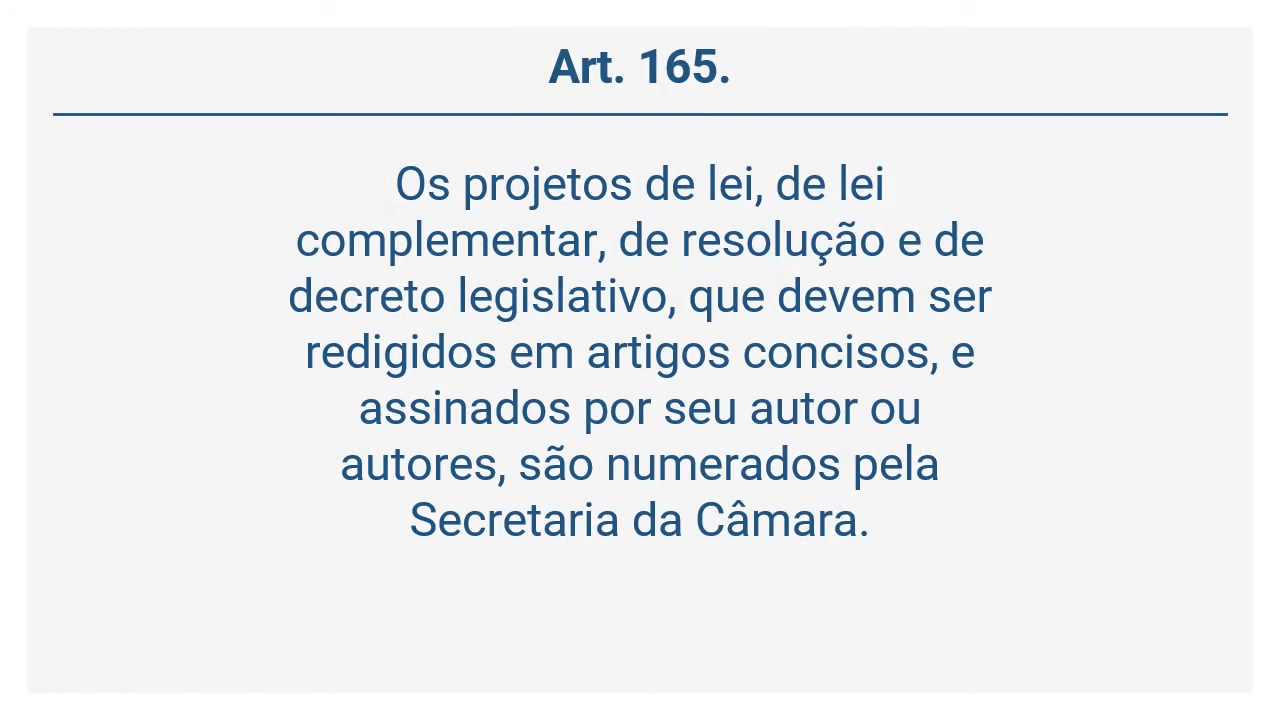 Art. 165.
Os projetos de lei, de lei
complementar, de resolução e de
decreto legislativo, que devem ser
redigidos em artigos concisos, e
assinados por seu autor ou
autores, são numerados pela
Secretaria da Câmara.